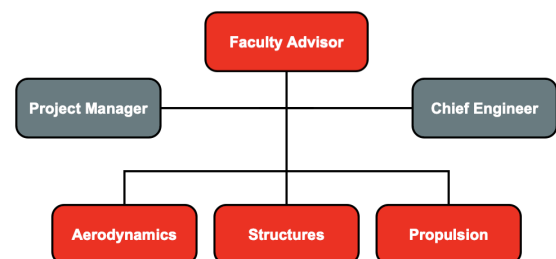 Faculty Advisor
Project Manager
Chief Engineer
Aerodynamics
Structures
Propulsion